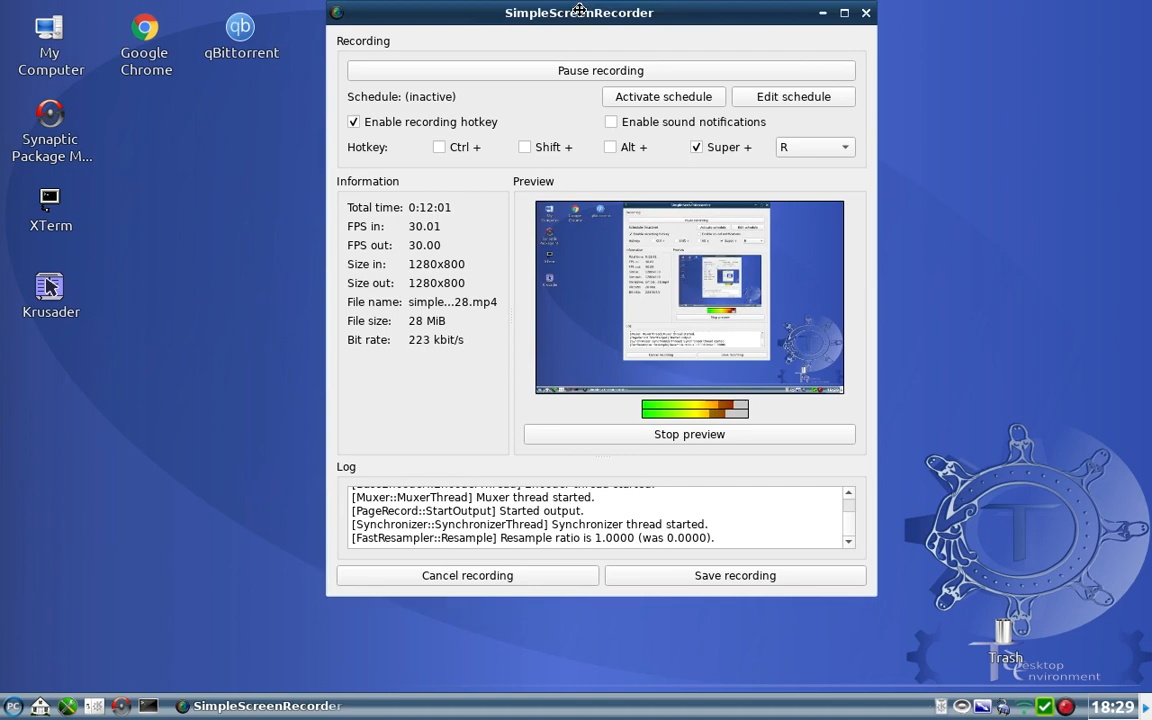 SimpleScreenRecorder
My Computer
Google Chrome
qBittorrent
Synaptic Package M...
XTerm
Krusader
Recording
Pause recording
Schedule: (inactive)
Activate schedule
Edit schedule
Enable recording hotkey
Enable sound notifications
Hotkey:
Ctrl +
Shift +
Alt +
Super +
R
Information
Total time: 0:12:01
FPS in: 30.01
FPS out: 30.00
Size in: 1280x800
Size out: 1280x800
File name: simple...28.mp4
File size: 28 MiB
Bit rate: 223 kbit/s
Preview
Stop preview
Log
[Muxer::MuxerThread] Muxer thread started.
[PageRecord::StartOutput] Started output.
[Synchronizer::SynchronizerThread] Synchronizer thread started.
[FastResampler::Resample] Resample ratio is 1.0000 (was 0.0000).
Cancel recording
Save recording
Trash
Desktop
Environment
PC
SimpleScreenRecorder
18:29